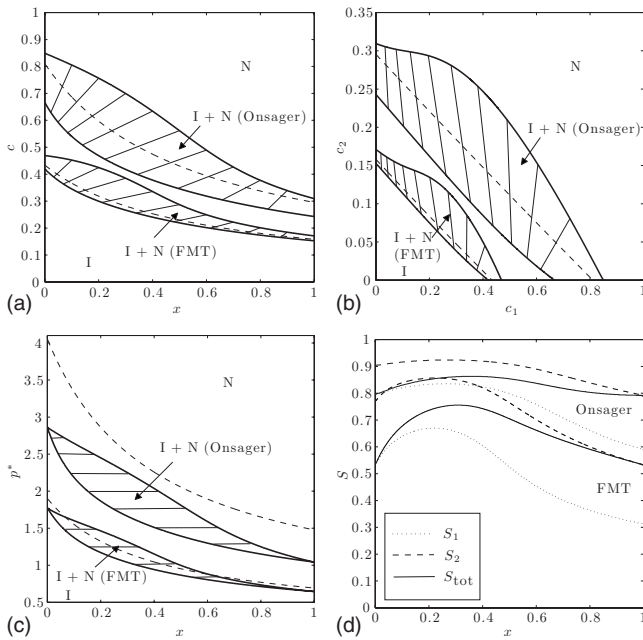 1
0.9
0.8
0.7
0.6
0.5
0.4
0.3
0.2
0.1
0
c
N
I + N (Onsager)
I + N (FMT)
I
0
0.2
0.4
0.6
0.8
1
x
(a)
0.35
0.3
0.25
0.2
0.15
0.1
0.05
0
c2
N
I + N (Onsager)
I + N
(FMT)
I
0
0.2
0.4
0.6
0.8
1
c1
(b)
4
3.5
3
2.5
2
1.5
1
0.5
p*
N
I + N (Onsager)
I + N (FMT)
I
0
0.2
0.4
0.6
0.8
1
x
(c)
1
0.9
0.8
0.7
0.6
0.5
0.4
0.3
0.2
0.1
0
S
Onsager
FMT
S1
S2
Stot
0
0.2
0.4
0.6
0.8
1
x
(d)